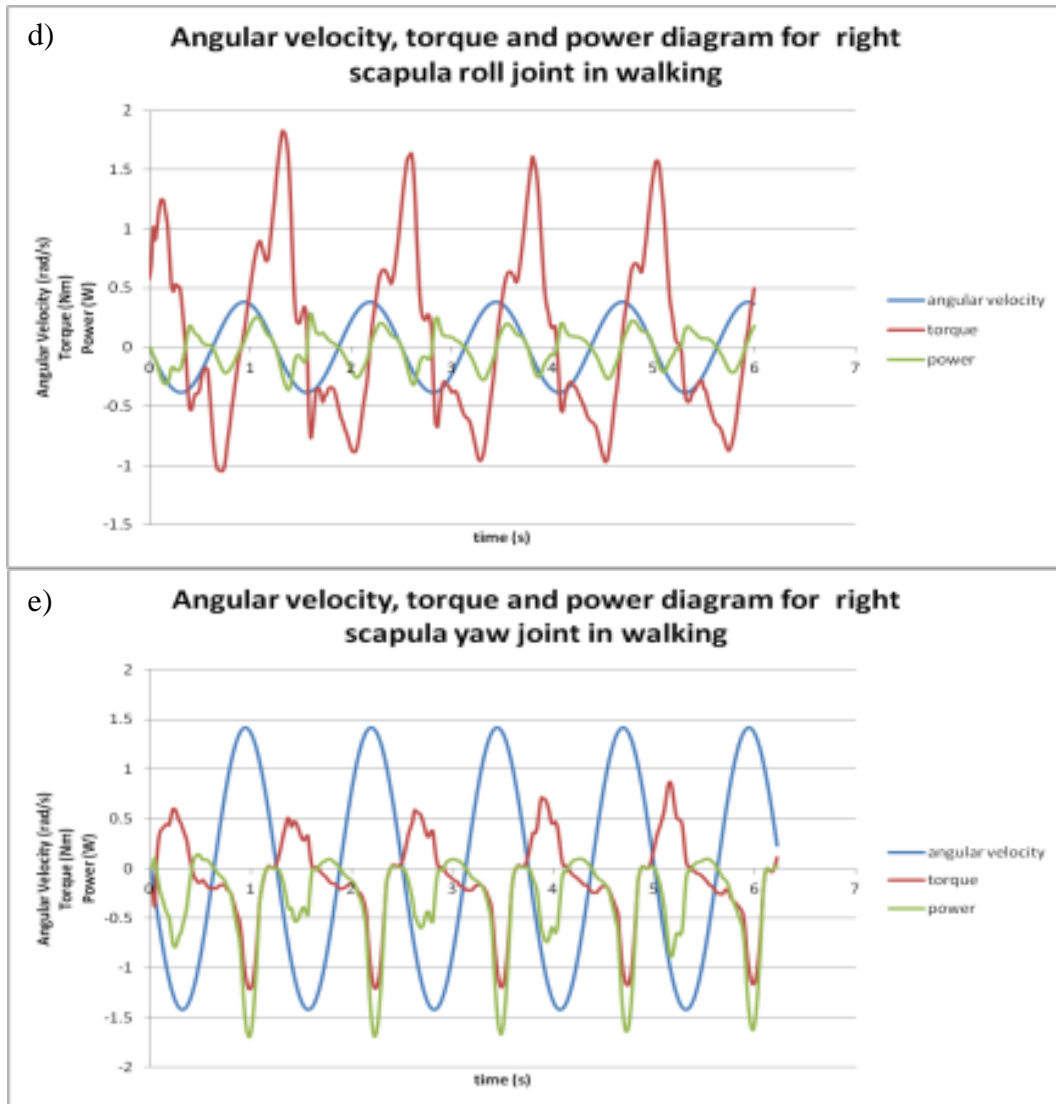 d)
Angular velocity, torque and power diagram for right
scapula roll joint in walking
2
1.5
1
0.5
0
-0.5
-1
-1.5
0 1 2 3 4 5 6 7
Angular Velocity (rad/s)
Torque (Nm)
Power (W)
time (s)
angular velocity
torque
power
e)
Angular velocity, torque and power diagram for right
scapula yaw joint in walking
2
1.5
1
0.5
0
-0.5
-1
-1.5
-2
0 1 2 3 4 5 6 7
Angular Velocity (rad/s)
Torque (Nm)
Power (W)
time (s)
angular velocity
torque
power